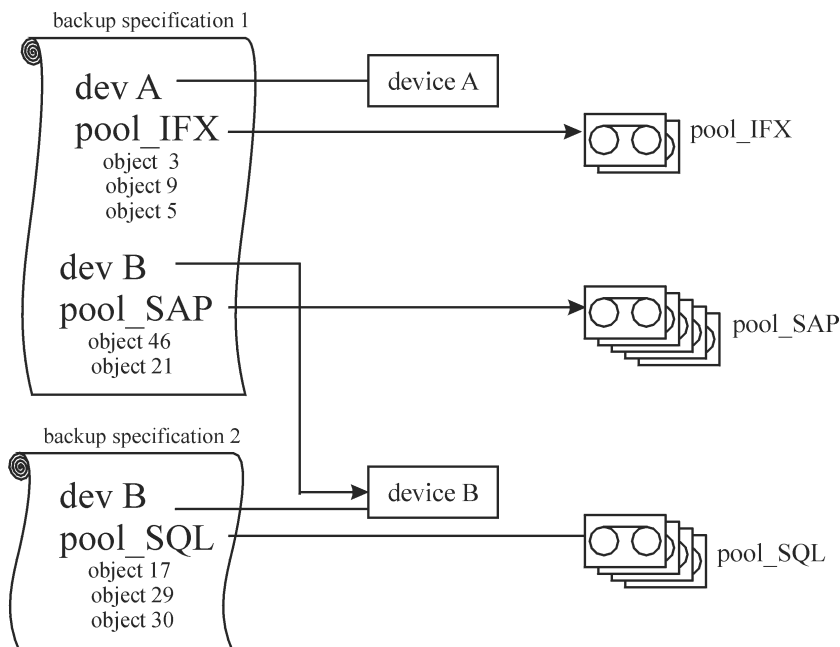 backup specification 1
dev A
device A
pool_IFX
pool_IFX
object 3
object 9
object 5
dev B
pool_SAP
pool_SAP
object 46
object 21
backup specification 2
dev B
device B
pool_SQL
pool_SQL
object 17
object 29
object 30